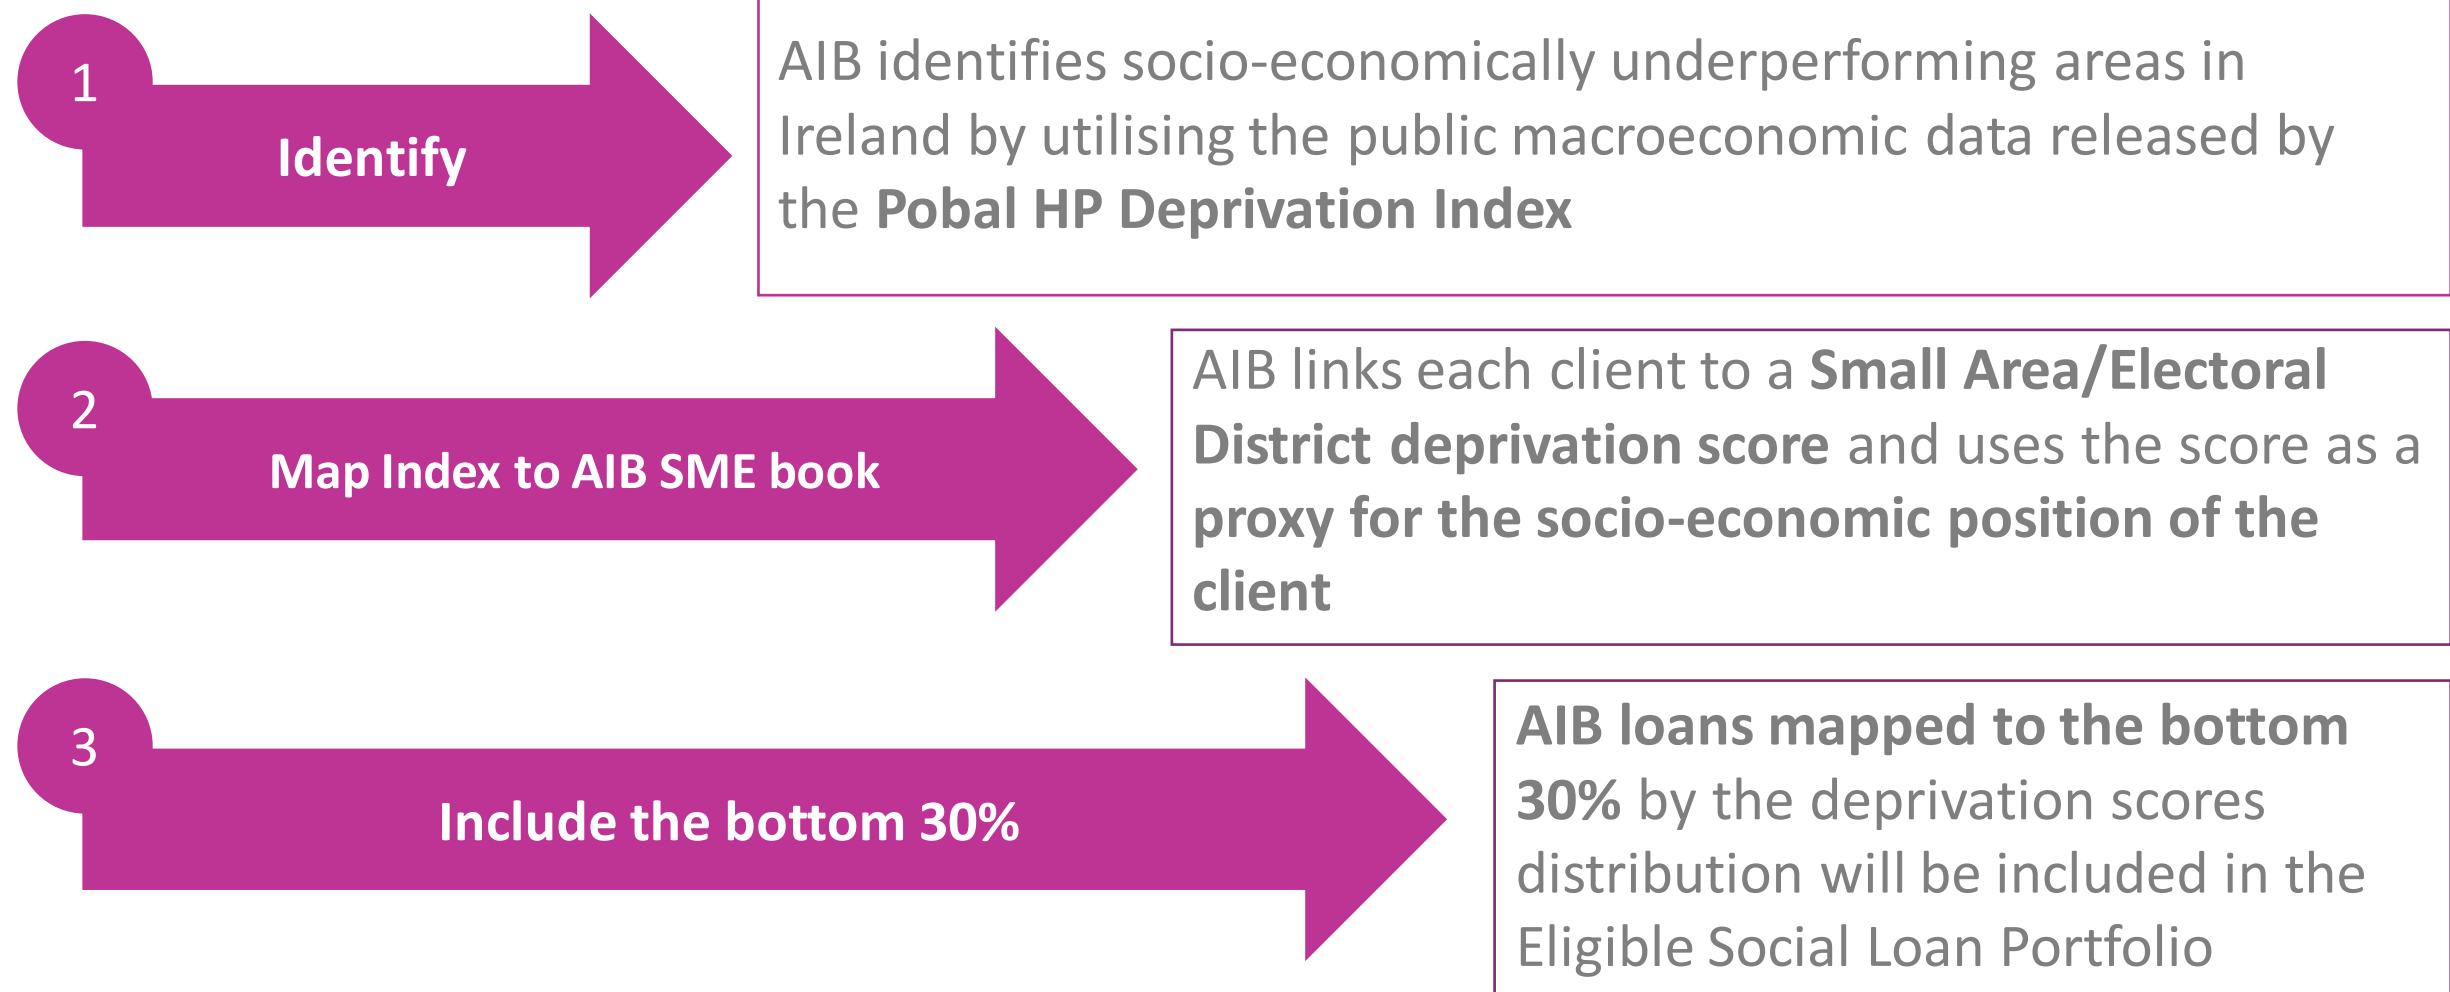 1
Identify
AIB identifies socio-economically underperforming areas in
Ireland by utilising the public macroeconomic data released by
the Pobal HP Deprivation Index
2
Map Index to AIB SME book
AIB links each client to a Small Area/Electoral
District deprivation score and uses the score as a
proxy for the socio-economic position of the
client
3
Include the bottom 30%
AIB loans mapped to the bottom
30% by the deprivation scores
distribution will be included in the
Eligible Social Loan Portfolio